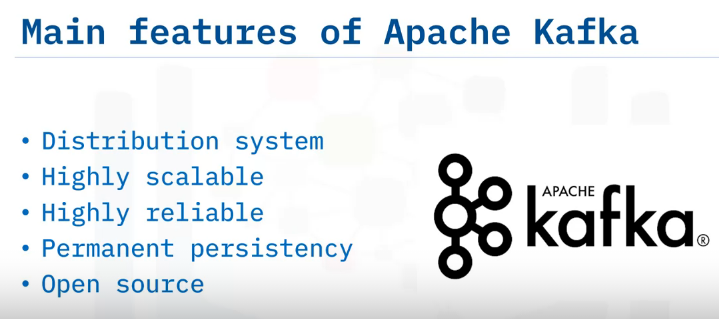 Main features of Apache Kafka
• Distribution system
• Highly scalable
• Highly reliable
• Permanent persistency
• Open source
APACHE
kafka®